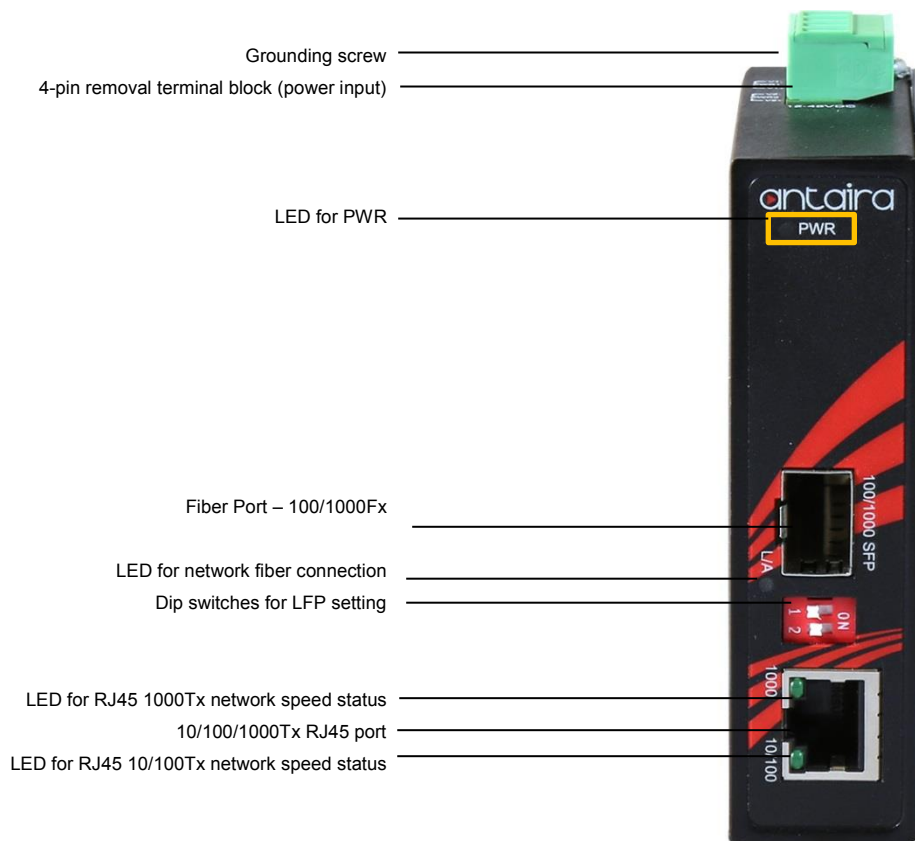 Grounding screw
4-pin removal terminal block (power input)
antaira
LED for PWR
PWR
Fiber Port – 100/1000Fx
100/1000 SFP
LED for network fiber connection
L/A
Dip switches for LFP setting
ON
1
2
LED for RJ45 1000Tx network speed status
1000
10/100/1000Tx RJ45 port
LED for RJ45 10/100Tx network speed status
10/100